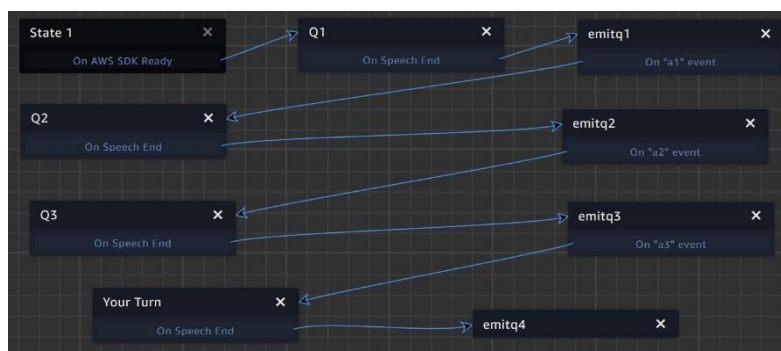 State 1 ×
On AWS SDK Ready
Q1 ×
On Speech End
emitq1 ×
On "a1" event
Q2 ×
On Speech End
emitq2 ×
On "a2" event
Q3 ×
On Speech End
emitq3 ×
On "a3" event
Your Turn ×
On Speech End
emitq4 ×